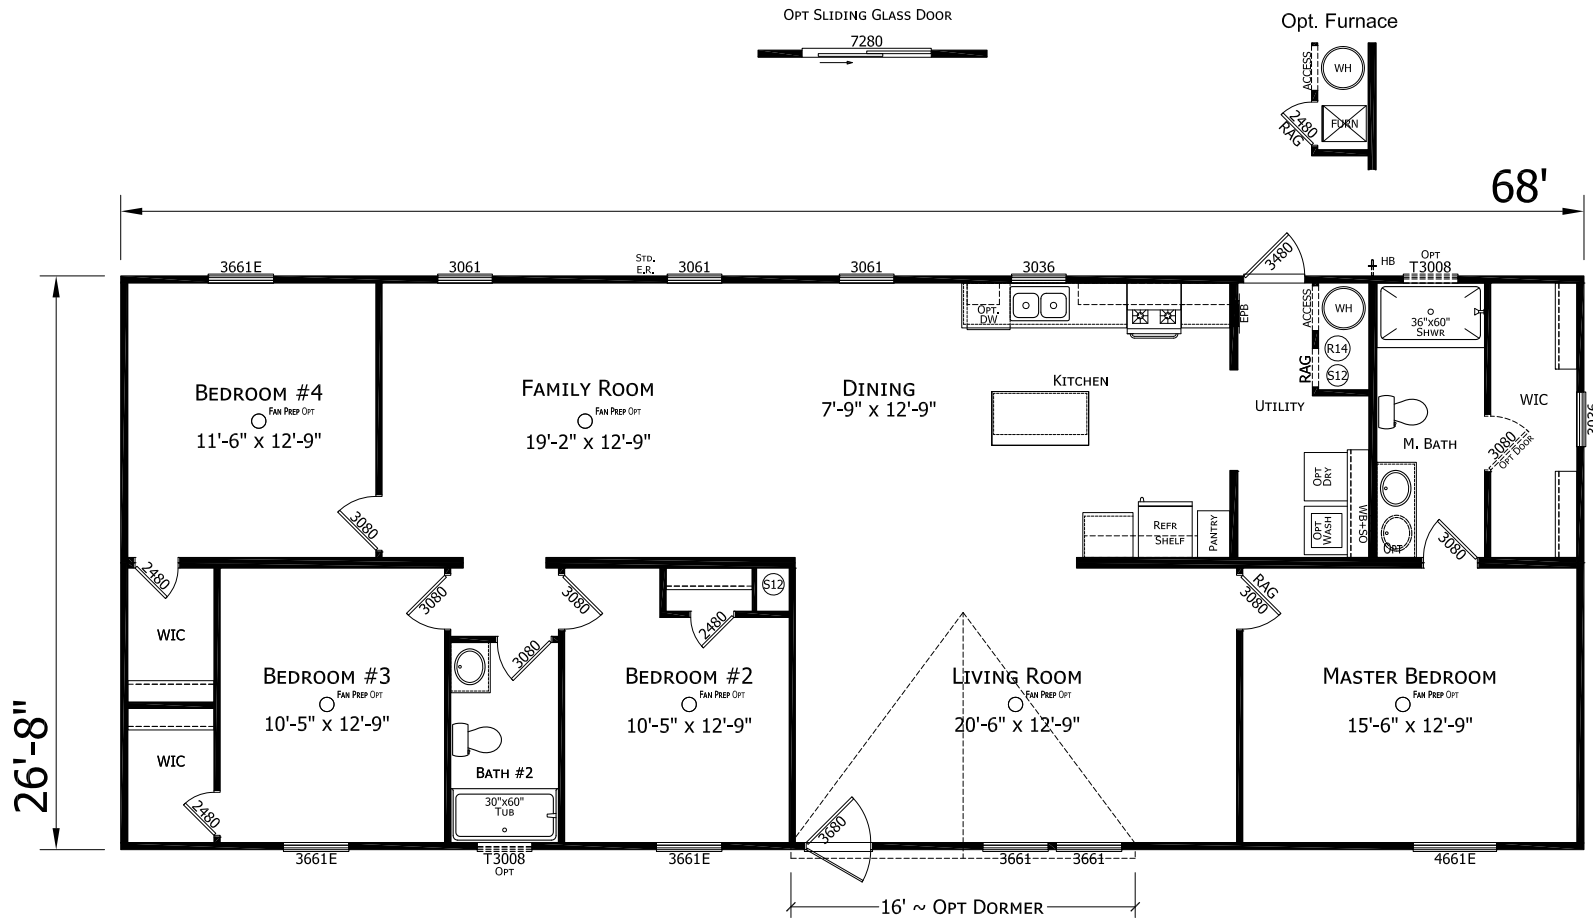 OPT SLIDING GLASS DOOR
7280
Opt. Furnace
ACCESS
WH
2480
RAG
FURN
68'
3661E
3061
STD.
E.R.
3061
3061
3036
3480
HB
OPT
T3008
OPT.
DW
EPB
ACCESS
WH
R14
RAG
S12
36"x60"
SHWR
BEDROOM #4
FAN PREP OPT
11'-6" x 12'-9"
FAMILY ROOM
FAN PREP OPT
19'-2" x 12'-9"
DINING
7'-9" x 12'-9"
KITCHEN
UTILITY
WIC
3036
M. BATH
3080
OPT DOOR
3080
OPT
DRY
OPT
WASH
WB+SO
REFR
SHELF
PANTRY
OPT
3080
2480
3080
3080
2480
S12
RAG
3080
WIC
3080
BEDROOM #3
FAN PREP OPT
10'-5" x 12'-9"
BEDROOM #2
FAN PREP OPT
10'-5" x 12'-9"
LIVING ROOM
FAN PREP OPT
20'-6" x 12'-9"
MASTER BEDROOM
FAN PREP OPT
15'-6" x 12'-9"
26'-8"
WIC
2480
BATH #2
30"x60"
TUB
3680
3661E
T3008
OPT
3661E
3661
3661
4661E
16' ~ OPT DORMER